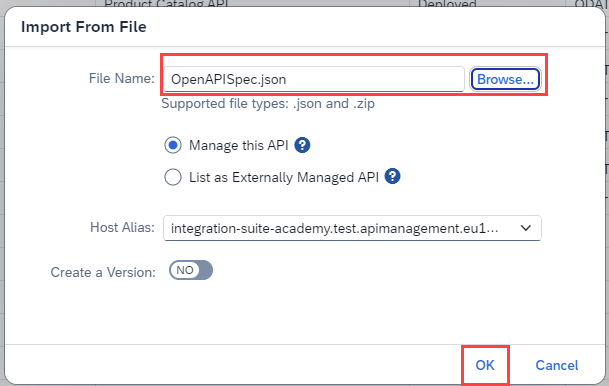 Product Catalog API Deployed ODAT
Import From File
File Name: OpenAPISpec.json Browse...
Supported file types: .json and .zip
Manage this API ?
List as Externally Managed API ?
Host Alias: integration-suite-academy.test.apimanagement.eu1...
Create a Version: NO
OK Cancel